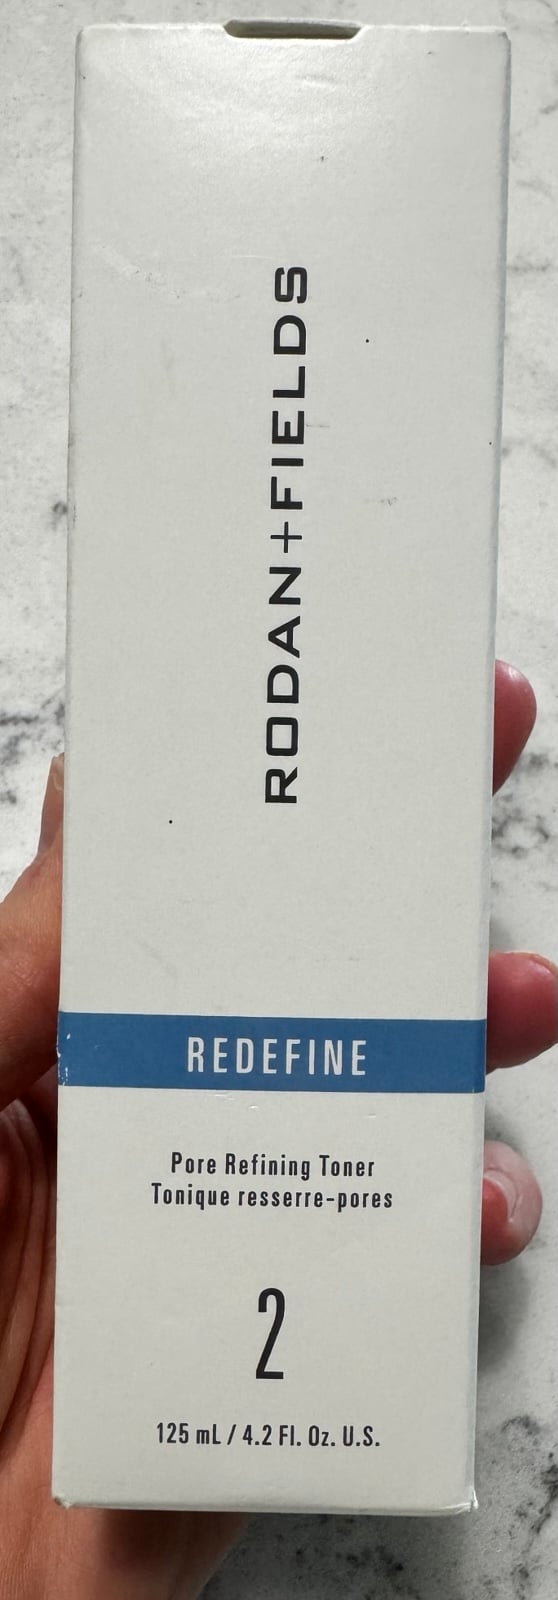 RODAN+FIELDS
REDEFINE
Pore Refining Toner
Tonique resserre-pores
2
125 mL / 4.2 Fl. Oz. U.S.